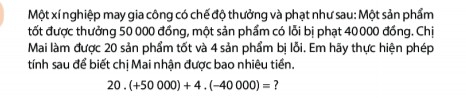 Một xí nghiệp may gia công có chế độ thưởng và phạt như sau: Một sản phẩm
tốt được thưởng 50 000 đồng, một sản phẩm có lỗi bị phạt 40 000 đồng. Chị
Mai làm được 20 sản phẩm tốt và 4 sản phẩm bị lỗi. Em hãy thực hiện phép
tính sau để biết chị Mai nhận được bao nhiêu tiền.
20 . (+50 000) + 4 . (–40 000) = ?